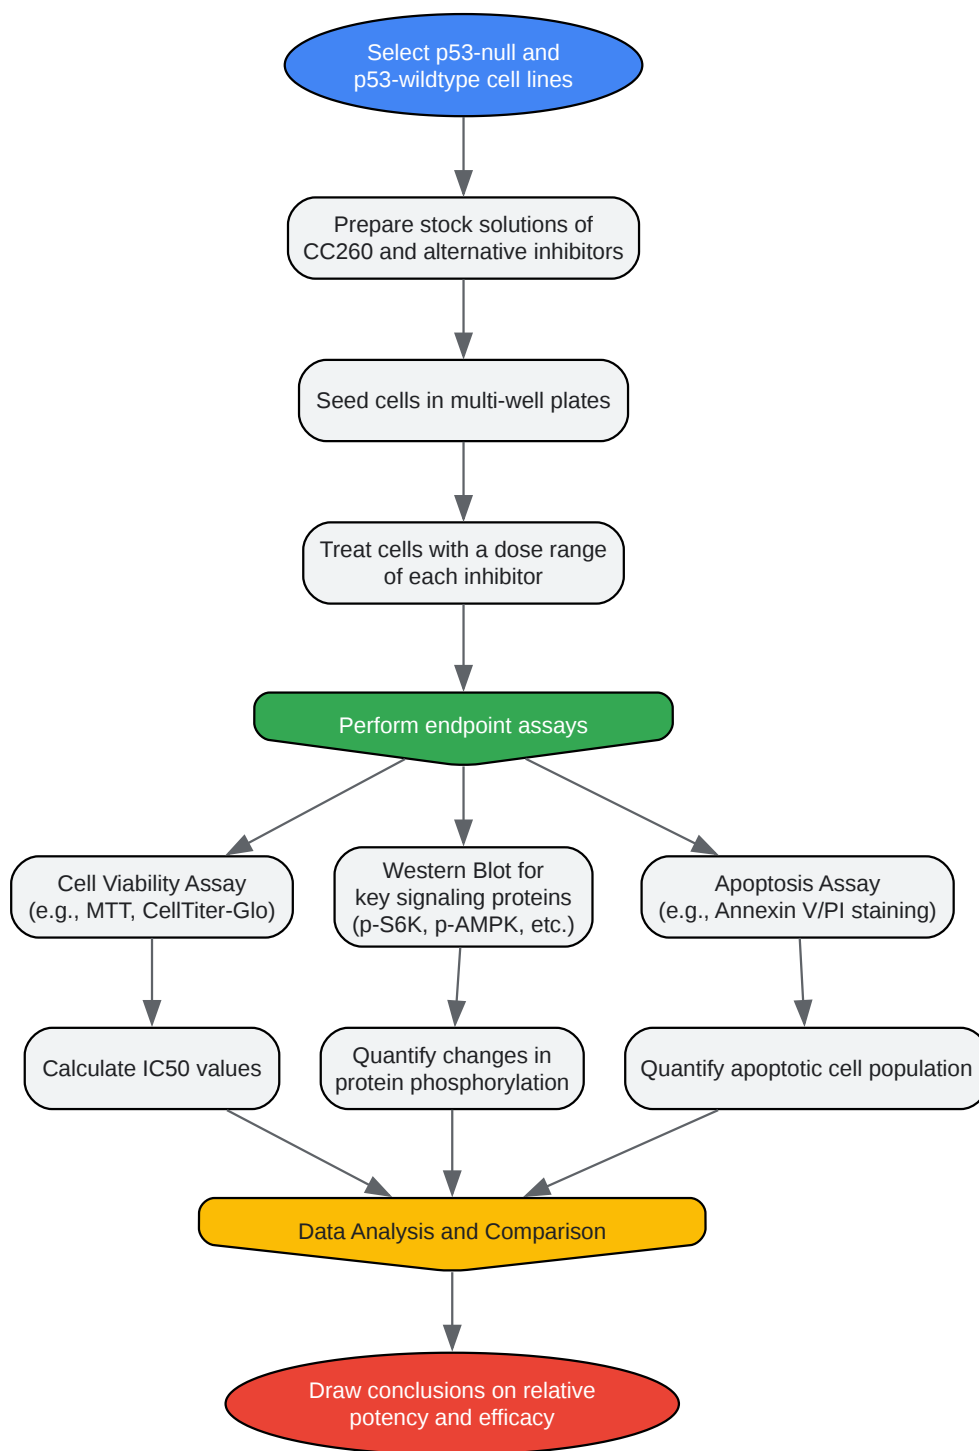 Select p53-null and
p53-wildtype cell lines
Prepare stock solutions of
CC260 and alternative inhibitors
Seed cells in multi-well plates
Treat cells with a dose range
of each inhibitor
Perform endpoint assays
Cell Viability Assay
(e.g., MTT, CellTiter-Glo)
Western Blot for
key signaling proteins
(p-S6K, p-AMPK, etc.)
Apoptosis Assay
(e.g., Annexin V/PI staining)
Calculate IC50 values
Quantify changes in
protein phosphorylation
Quantify apoptotic cell population
Data Analysis and Comparison
Draw conclusions on relative
potency and efficacy